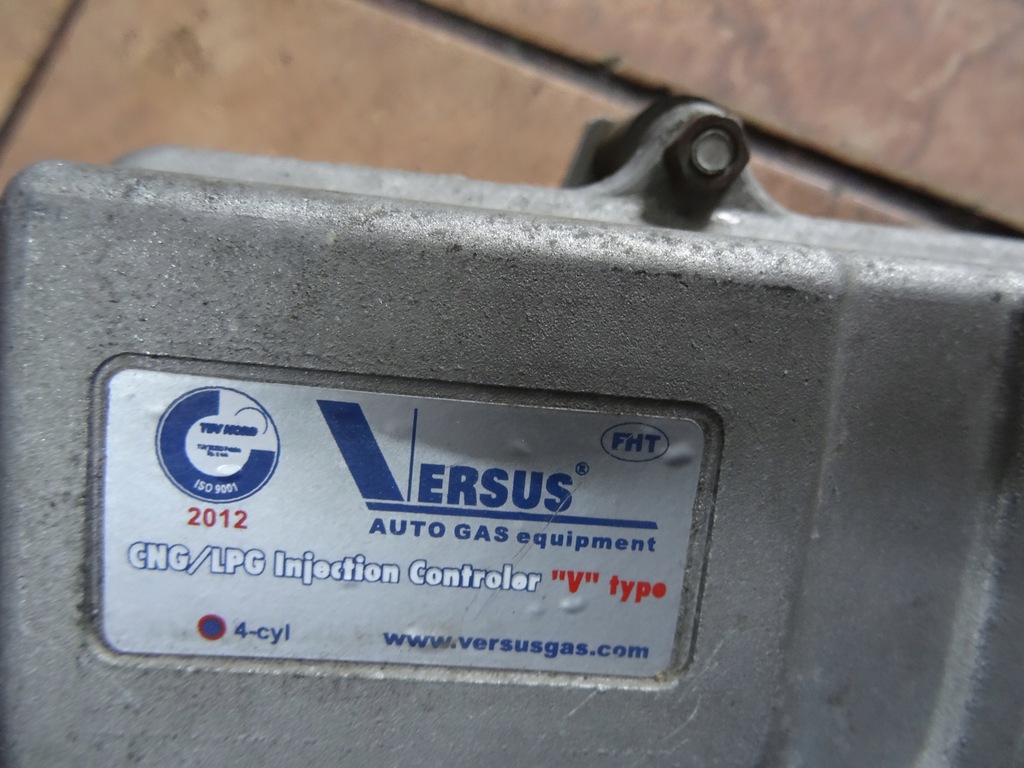 TÜV NORD
ISO 9001
2012
VERSUS®
FHT
AUTO GAS equipment
CNG/LPG Injection Controler "V" type
4-cyl
www.versusgas.com